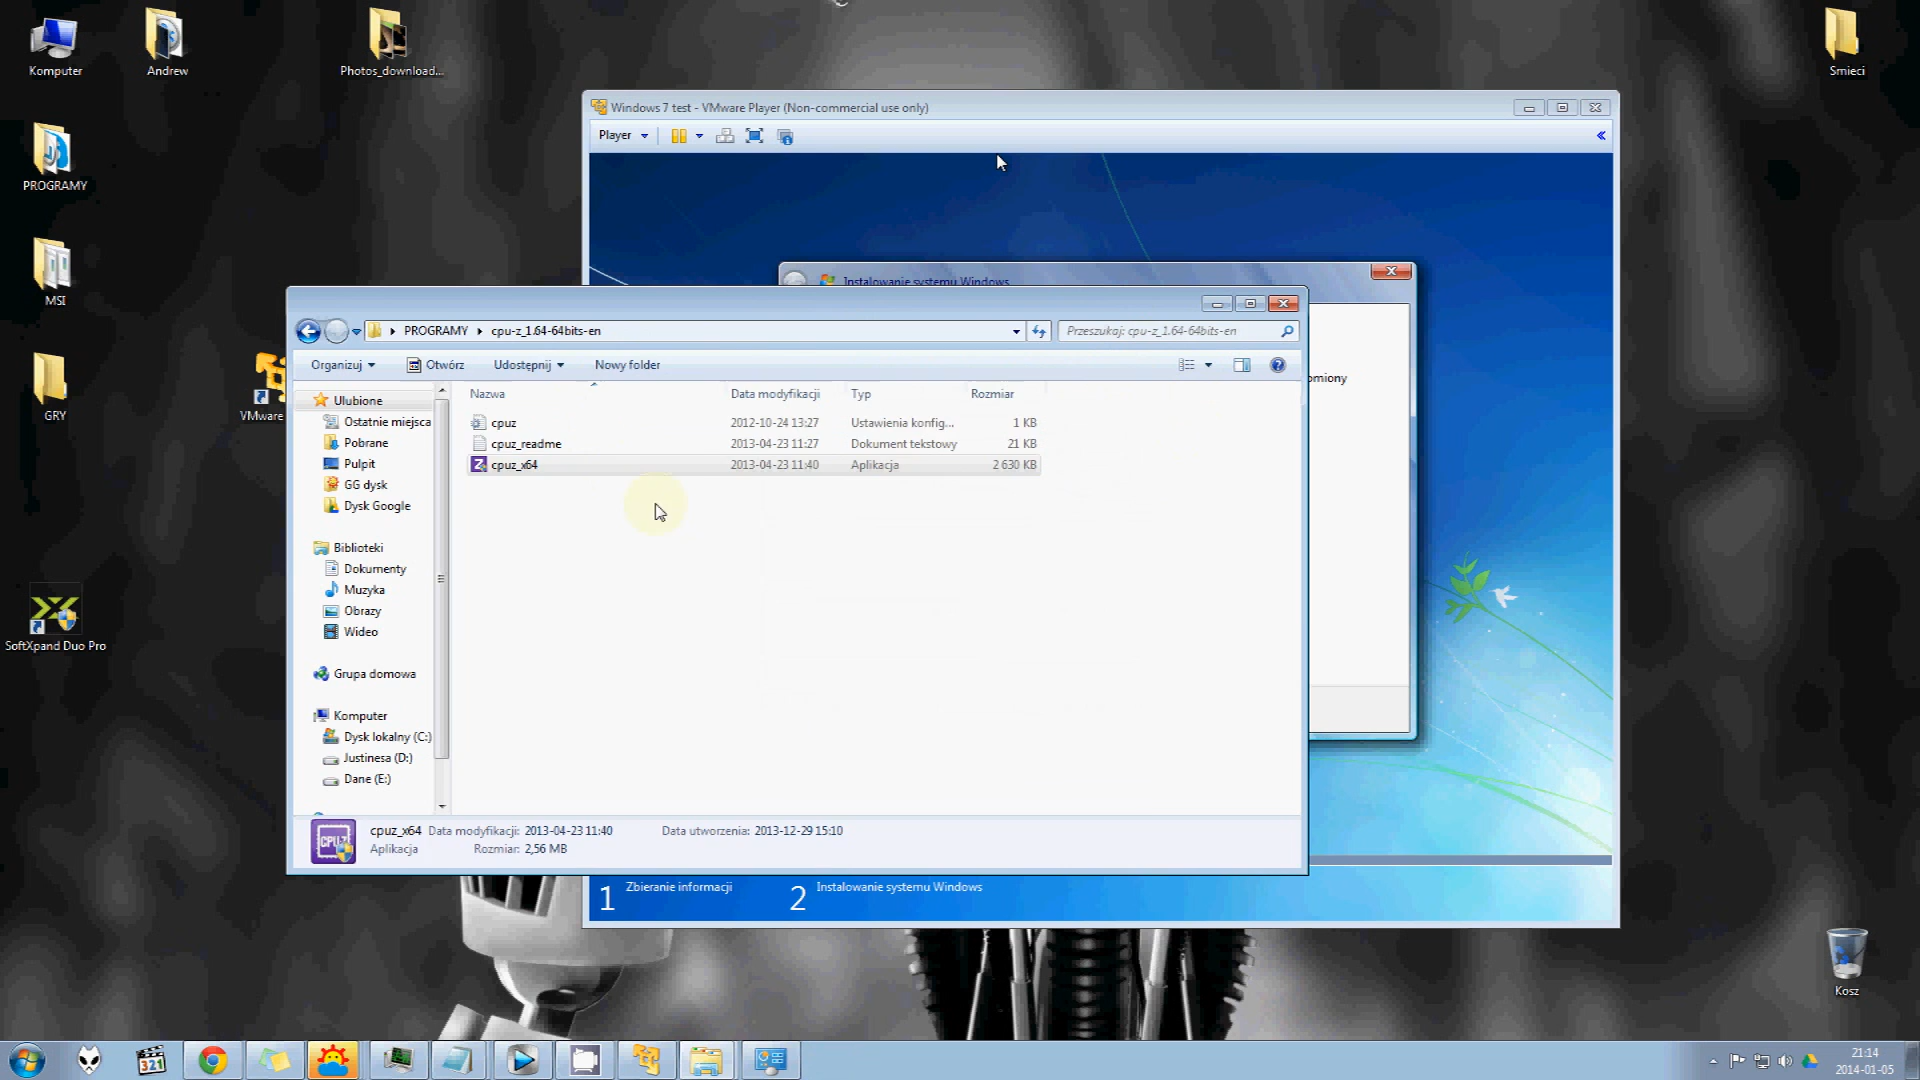 Komputer
Andrew
Photos_download...
Smieci
PROGRAMY
MSI
GRY
VMware
SoftXpand Duo Pro
Kosz
Windows 7 test - VMware Player (Non-commercial use only)
Player
Instalowanie systemu Windows
omiony
PROGRAMY
cpu-z_1.64-64bits-en
Przeszukaj: cpu-z_1.64-64bits-en
Organizuj
Otwórz
Udostępnij
Nowy folder
Ulubione
Ostatnie miejsca
Pobrane
Pulpit
GG dysk
Dysk Google
Biblioteki
Dokumenty
Muzyka
Obrazy
Wideo
Grupa domowa
Komputer
Dysk lokalny (C:)
Justinesa (D:)
Dane (E:)
Nazwa Data modyfikacji Typ Rozmiar
cpuz 2012-10-24 13:27 Ustawienia konfig... 1 KB
cpuz_readme 2013-04-23 11:27 Dokument tekstowy 21 KB
cpuz_x64 2013-04-23 11:40 Aplikacja 2 630 KB
CPU-Z
cpuz_x64 Data modyfikacji: 2013-04-23 11:40 Data utworzenia: 2013-12-29 15:10
Aplikacja Rozmiar: 2,56 MB
1 Zbieranie informacji
2 Instalowanie systemu Windows
321
21:14
2014-01-05